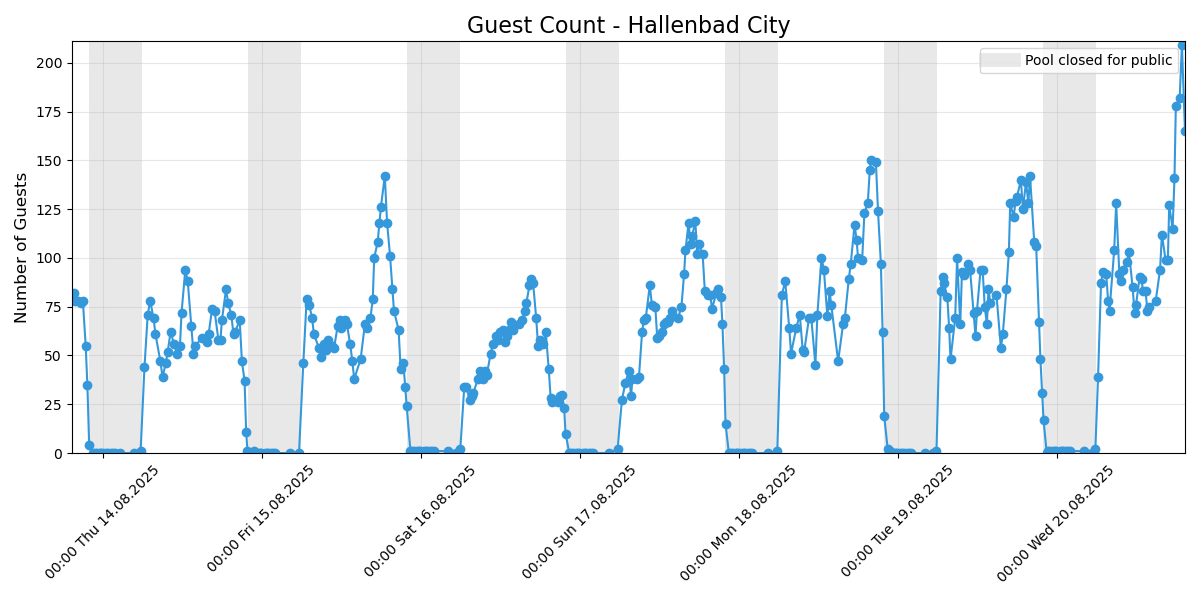 Guest Count - Hallenbad City
Pool closed for public
Number of Guests
200
175
150
125
100
75
50
25
0
00:00 Thu 14.08.2025
00:00 Fri 15.08.2025
00:00 Sat 16.08.2025
00:00 Sun 17.08.2025
00:00 Mon 18.08.2025
00:00 Tue 19.08.2025
00:00 Wed 20.08.2025